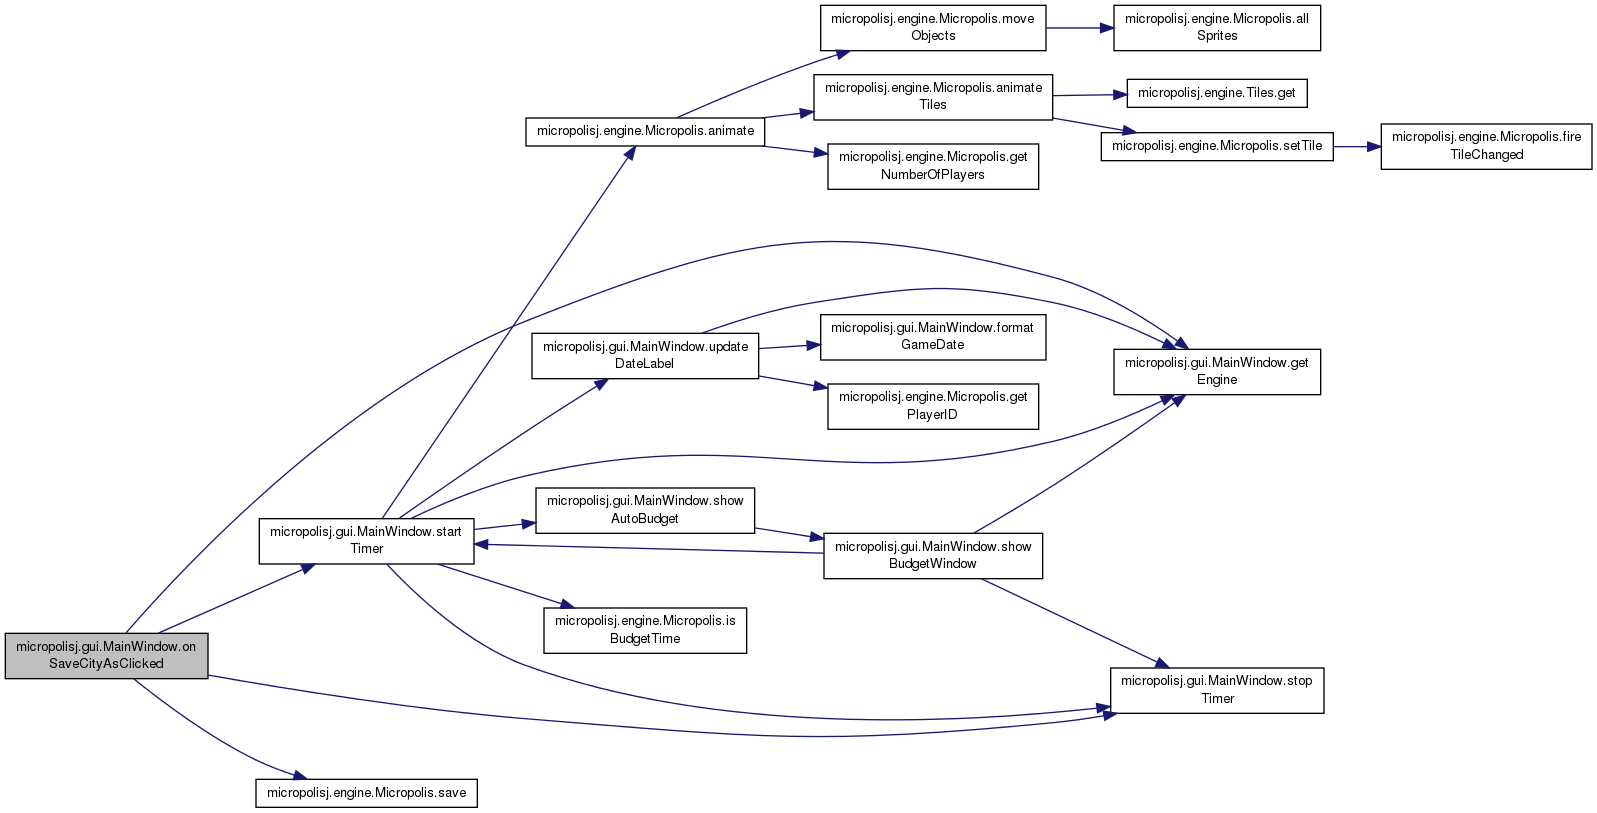 micropolisj.engine.Micropolis.move
Objects
micropolisj.engine.Micropolis.all
Sprites
micropolisj.engine.Micropolis.animate
Tiles
micropolisj.engine.Tiles.get
micropolisj.engine.Micropolis.animate
micropolisj.engine.Micropolis.setTile
micropolisj.engine.Micropolis.fire
TileChanged
micropolisj.engine.Micropolis.get
NumberOfPlayers
micropolisj.gui.MainWindow.update
DateLabel
micropolisj.gui.MainWindow.format
GameDate
micropolisj.gui.MainWindow.get
Engine
micropolisj.engine.Micropolis.get
PlayerID
micropolisj.gui.MainWindow.show
AutoBudget
micropolisj.gui.MainWindow.start
Timer
micropolisj.gui.MainWindow.show
BudgetWindow
micropolisj.engine.Micropolis.is
BudgetTime
micropolisj.gui.MainWindow.on
SaveCityAsClicked
micropolisj.gui.MainWindow.stop
Timer
micropolisj.engine.Micropolis.save